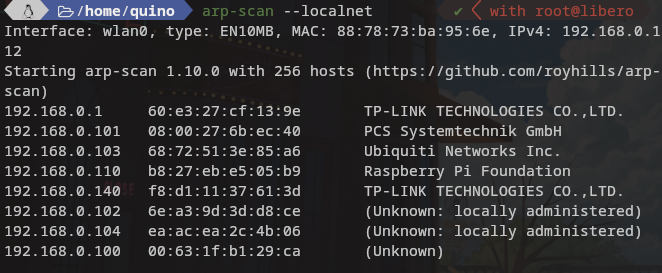 /home/quino arp-scan --localnet ✔ with root@libero
Interface: wlan0, type: EN10MB, MAC: 88:78:73:ba:95:6e, IPv4: 192.168.0.1
12
Starting arp-scan 1.10.0 with 256 hosts (https://github.com/royhills/arp-
scan)
192.168.0.1 60:e3:27:cf:13:9e TP-LINK TECHNOLOGIES CO.,LTD.
192.168.0.101 08:00:27:6b:ec:40 PCS Systemtechnik GmbH
192.168.0.103 68:72:51:3e:85:a6 Ubiquiti Networks Inc.
192.168.0.110 b8:27:eb:e5:05:b9 Raspberry Pi Foundation
192.168.0.140 f8:d1:11:37:61:3d TP-LINK TECHNOLOGIES CO.,LTD.
192.168.0.102 6e:a3:9d:3d:d8:ce (Unknown: locally administered)
192.168.0.104 ea:ac:ea:2c:4b:06 (Unknown: locally administered)
192.168.0.100 00:63:1f:b1:29:ca (Unknown)